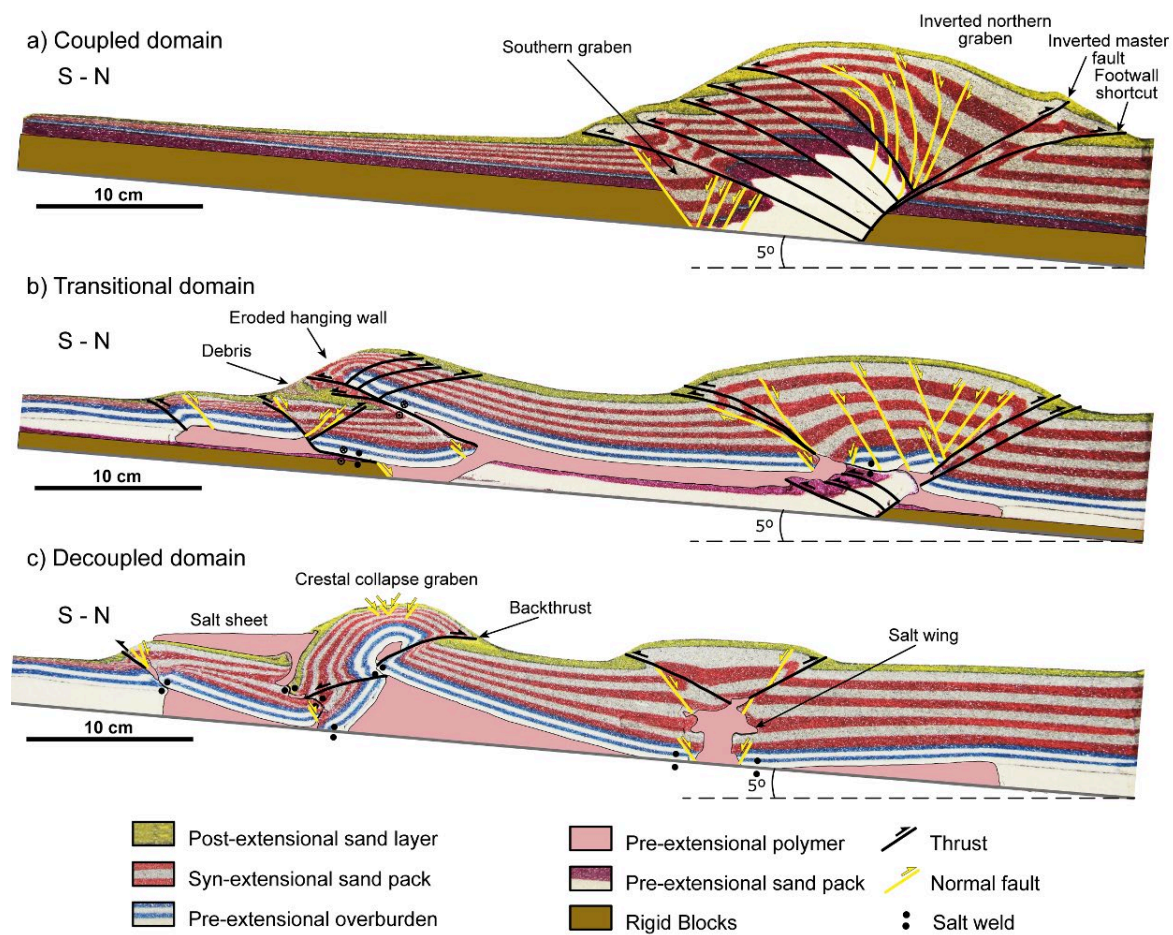 a) Coupled domain
S - N
Southern graben
Inverted northern
graben
Inverted master
fault
Footwall
shortcut
10 cm
5º
b) Transitional domain
S - N
Eroded hanging wall
Debris
10 cm
5º
c) Decoupled domain
S - N
Crestal collapse graben
Salt sheet
Backthrust
Salt wing
10 cm
5º
Post-extensional sand layer
Syn-extensional sand pack
Pre-extensional overburden
Pre-extensional polymer
Pre-extensional sand pack
Rigid Blocks
Thrust
Normal fault
Salt weld